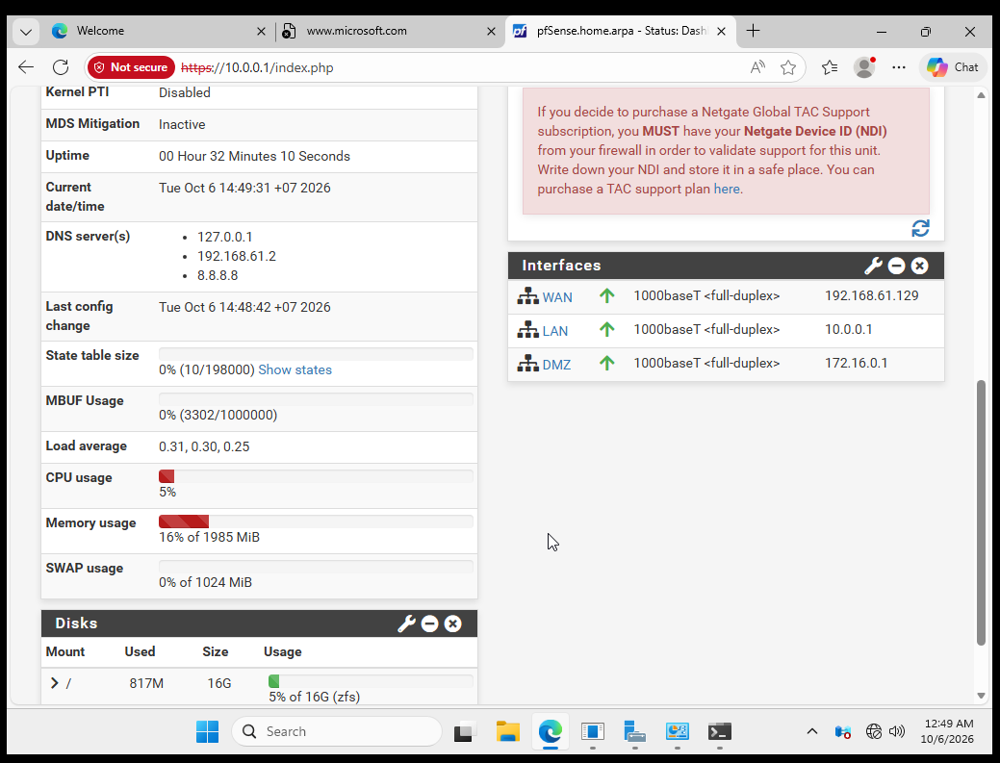 Welcome
www.microsoft.com
pfSense.home.arpa - Status: Dash
Not secure
https://10.0.0.1/index.php
Chat
Kernel PTI Disabled
MDS Mitigation Inactive
Uptime 00 Hour 32 Minutes 10 Seconds
Current Tue Oct 6 14:49:31 +07 2026
date/time
DNS server(s) 127.0.0.1
192.168.61.2
8.8.8.8
Last config Tue Oct 6 14:48:42 +07 2026
change
State table size
0% (10/198000) Show states
MBUF Usage
0% (3302/1000000)
Load average 0.31, 0.30, 0.25
CPU usage
5%
Memory usage
16% of 1985 MiB
SWAP usage
0% of 1024 MiB
Disks
Mount Used Size Usage
/ 817M 16G
5% of 16G (zfs)
If you decide to purchase a Netgate Global TAC Support
subscription, you MUST have your Netgate Device ID (NDI)
from your firewall in order to validate support for this unit.
Write down your NDI and store it in a safe place. You can
purchase a TAC support plan here.
Interfaces
WAN 1000baseT <full-duplex> 192.168.61.129
LAN 1000baseT <full-duplex> 10.0.0.1
DMZ 1000baseT <full-duplex> 172.16.0.1
Search
12:49 AM
10/6/2026